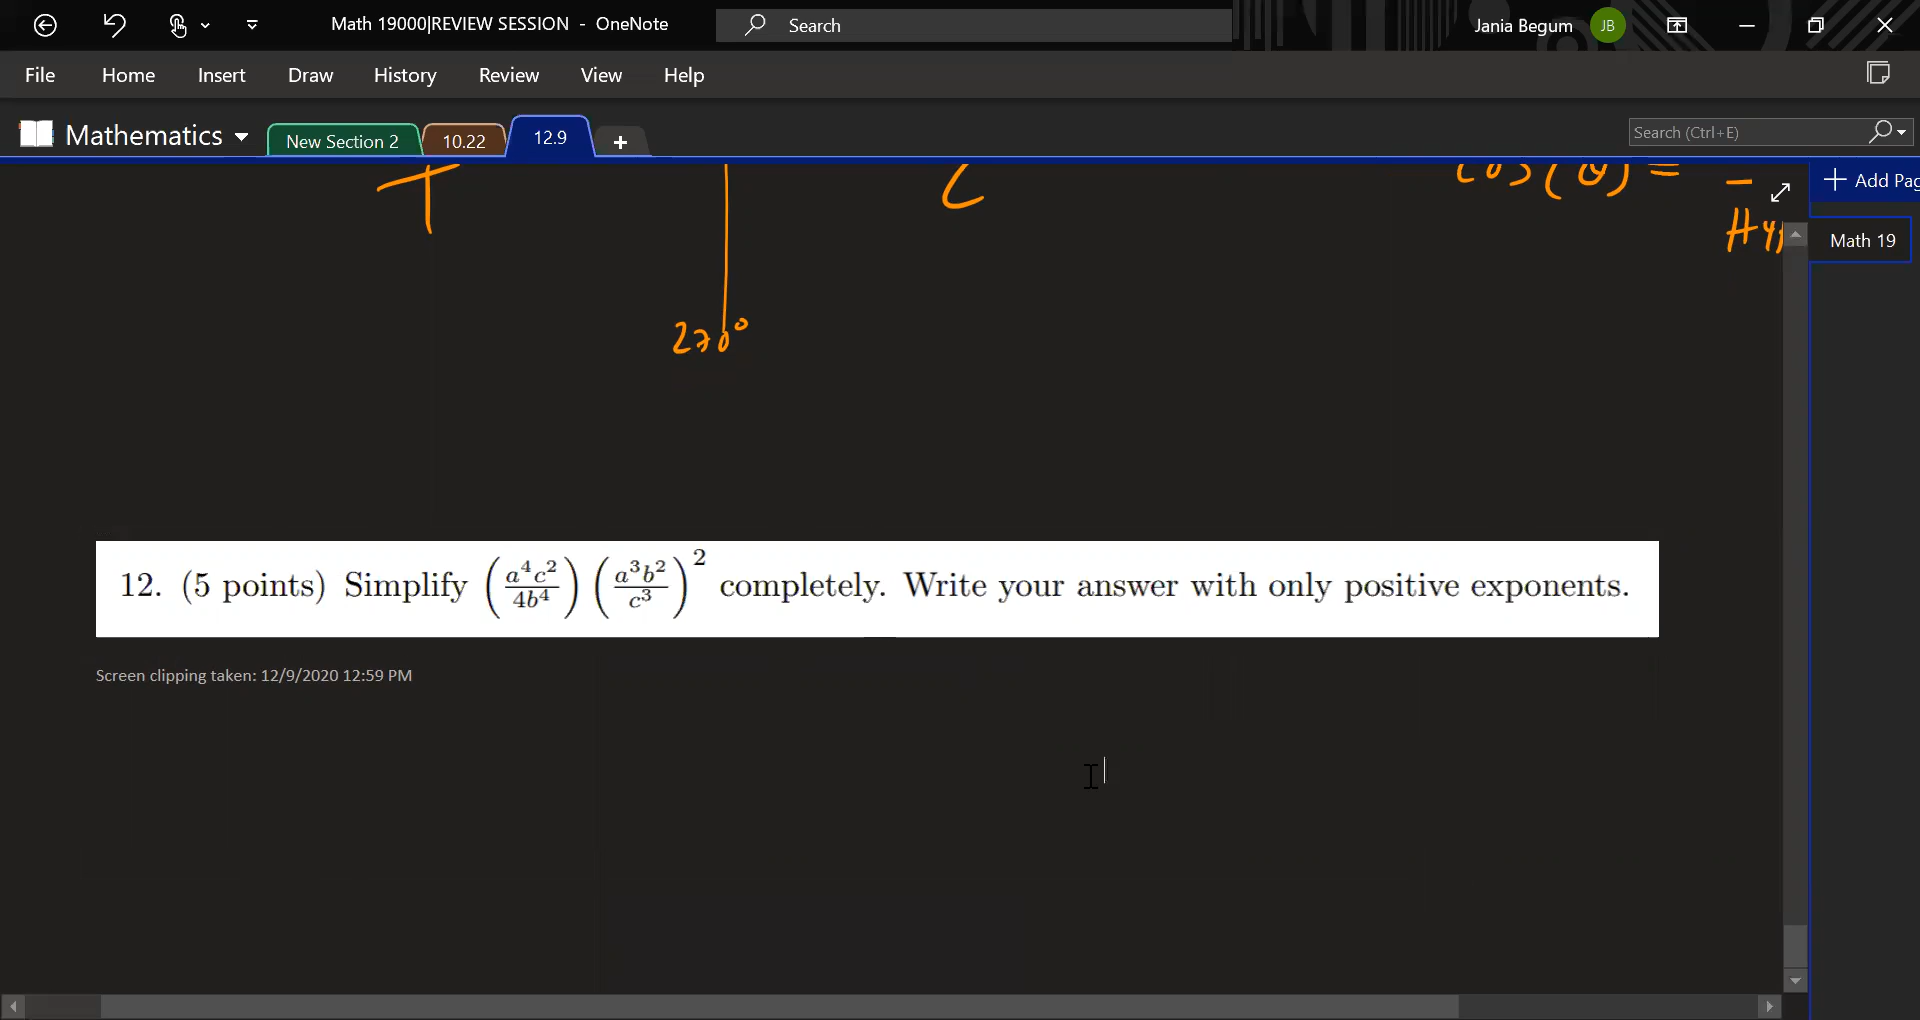 Math 19000|REVIEW SESSION - OneNote
Search
Jania Begum
JB
File Home Insert Draw History Review View Help
Mathematics
New Section 2
10.22
12.9
+
Search (Ctrl+E)
Add Pag
Math 19
T
C
cos(θ) =
Hy
270°
12. (5 points) Simplify (a⁴c²/4b⁴)(a³b²/c³)² completely. Write your answer with only positive exponents.
Screen clipping taken: 12/9/2020 12:59 PM